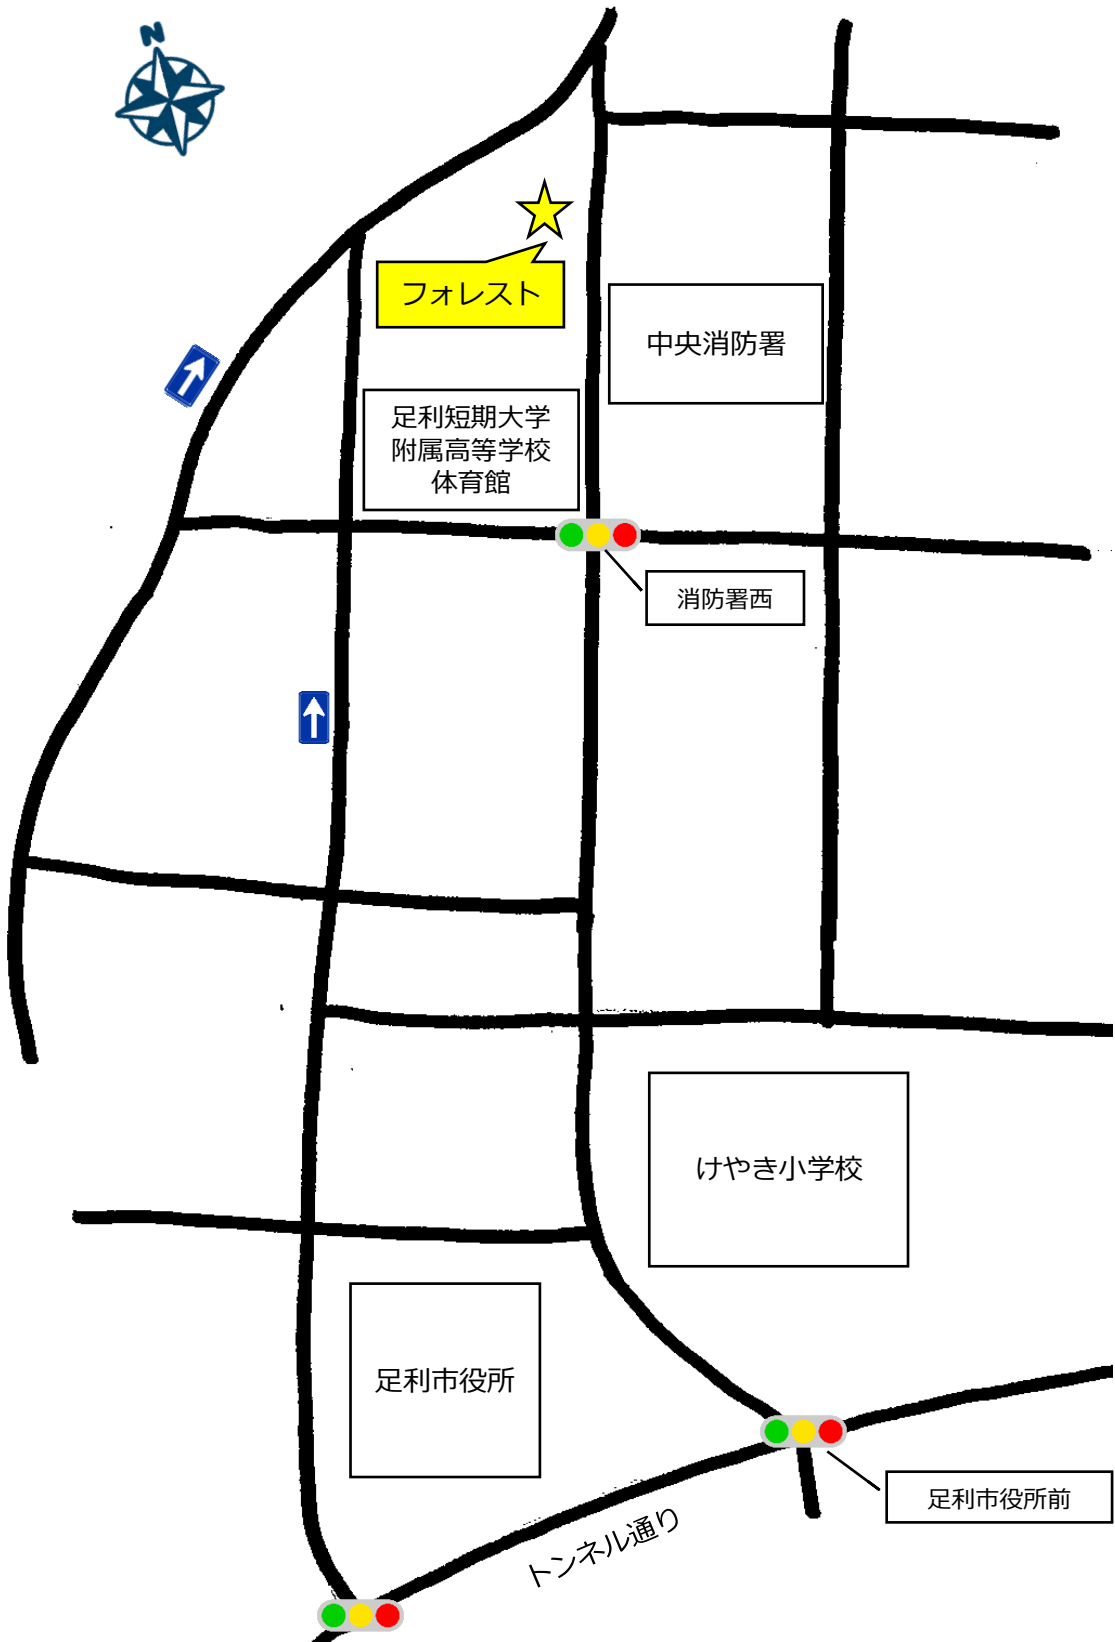 N
フォレスト
中央消防署
足利短期大学
附属高等学校
体育館
消防署西
けやき小学校
足利市役所
足利市役所前
トンネル通り